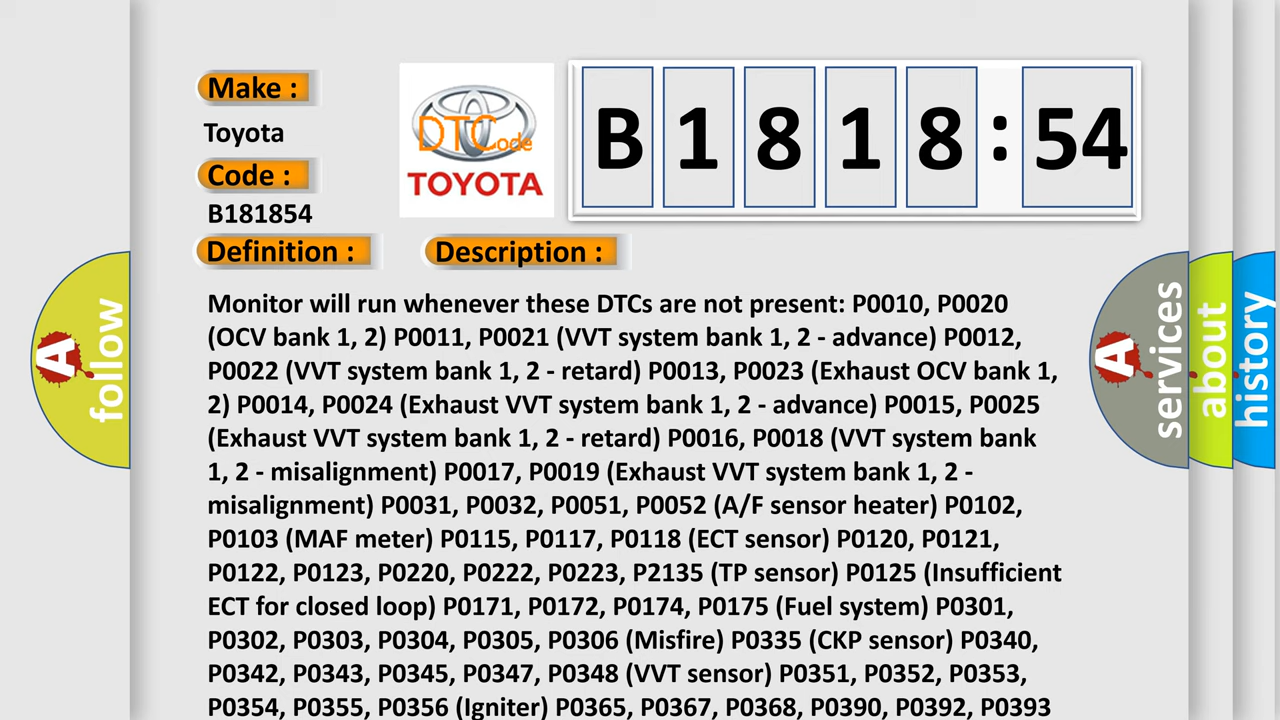 Make :
Toyota
Code :
B181854
Definition :
Description :
DTCode
TOYOTA
B 1 8 1 8 : 54
Monitor will run whenever these DTCs are not present: P0010, P0020
(OCV bank 1, 2) P0011, P0021 (VVT system bank 1, 2 - advance) P0012,
P0022 (VVT system bank 1, 2 - retard) P0013, P0023 (Exhaust OCV bank 1,
2) P0014, P0024 (Exhaust VVT system bank 1, 2 - advance) P0015, P0025
(Exhaust VVT system bank 1, 2 - retard) P0016, P0018 (VVT system bank
1, 2 - misalignment) P0017, P0019 (Exhaust VVT system bank 1, 2 -
misalignment) P0031, P0032, P0051, P0052 (A/F sensor heater) P0102,
P0103 (MAF meter) P0115, P0117, P0118 (ECT sensor) P0120, P0121,
P0122, P0123, P0220, P0222, P0223, P2135 (TP sensor) P0125 (Insufficient
ECT for closed loop) P0171, P0172, P0174, P0175 (Fuel system) P0301,
P0302, P0303, P0304, P0305, P0306 (Misfire) P0335 (CKP sensor) P0340,
P0342, P0343, P0345, P0347, P0348 (VVT sensor) P0351, P0352, P0353,
P0354, P0355, P0356 (Igniter) P0365, P0367, P0368, P0390, P0392, P0393
A
follow
A
services
about
history